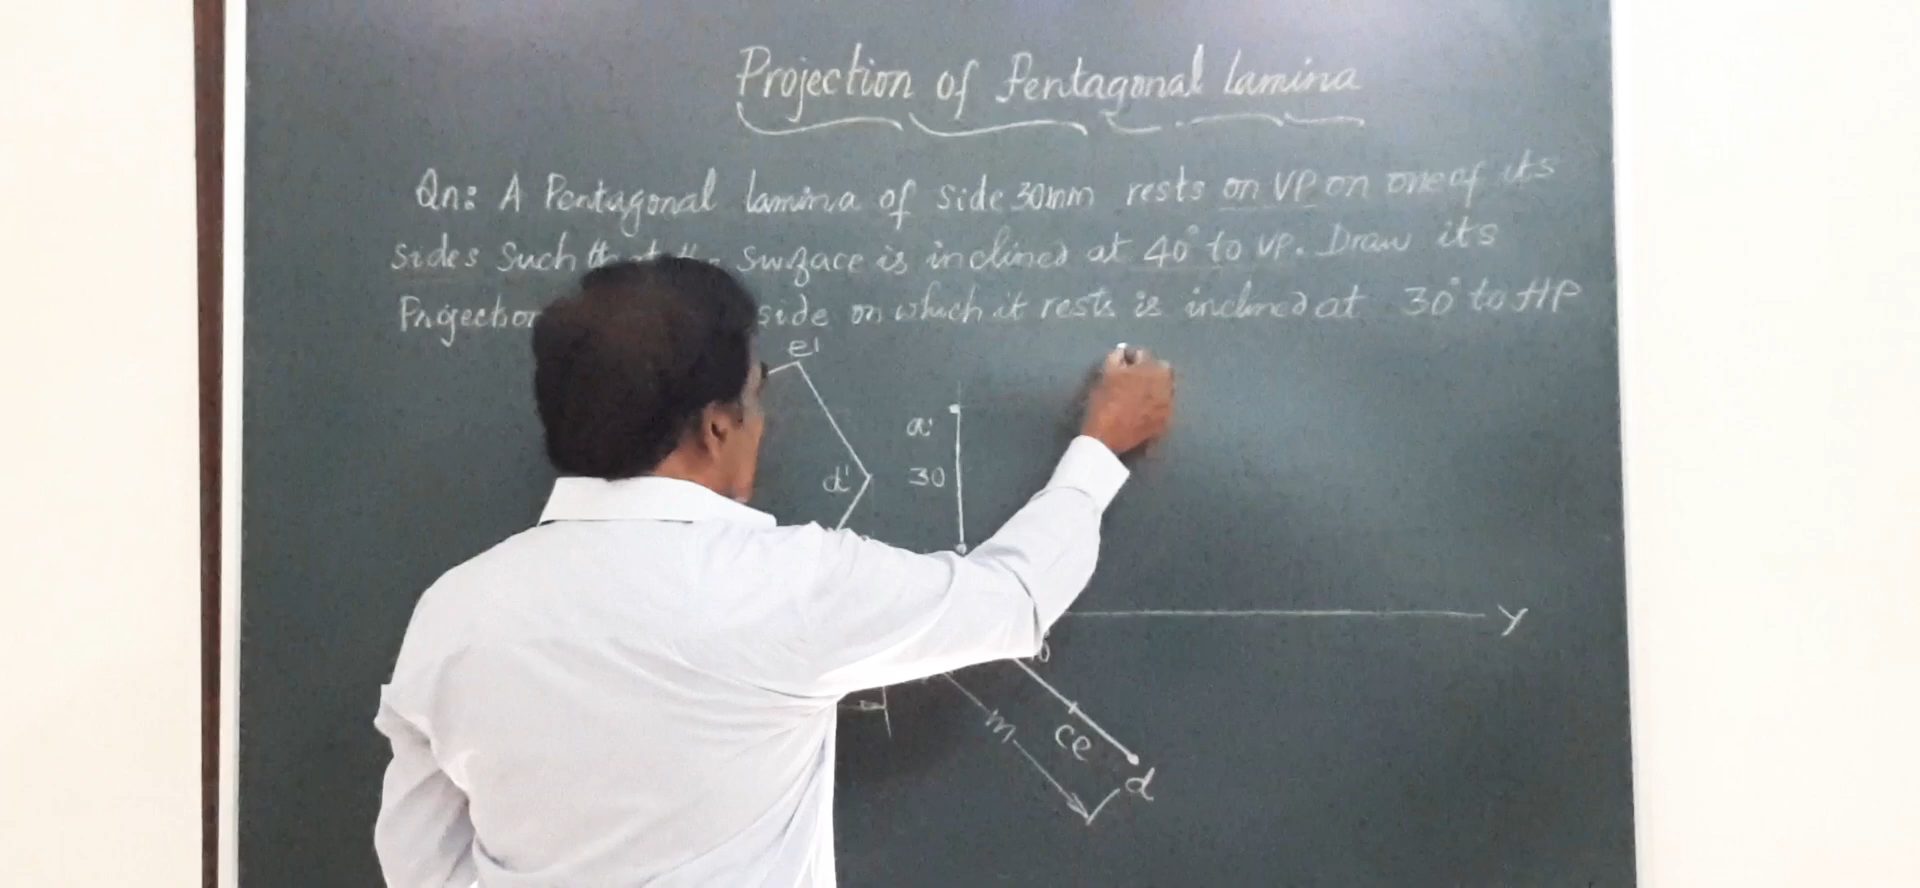 Projection of Pentagonal lamina
Qn: A Pentagonal lamina of side 30mm rests on VP on one of its
sides such that the surface is inclined at 40° to VP. Draw its
Projection side on which it rests is inclined at 30° to HP
e'
a'
d' 30
y
m ce
d